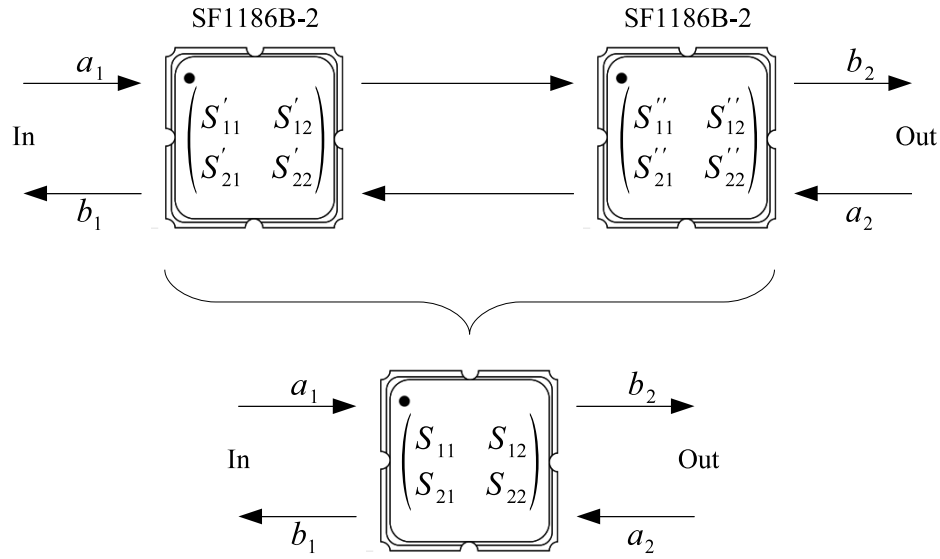 SF1186B-2 SF1186B-2
a₁ b₂
S′₁₁ S′₁₂ S′′₁₁ S′′₁₂
In Out
S′₂₁ S′₂₂ S′′₂₁ S′′₂₂
b₁ a₂
a₁ b₂
S₁₁ S₁₂
In Out
S₂₁ S₂₂
b₁ a₂